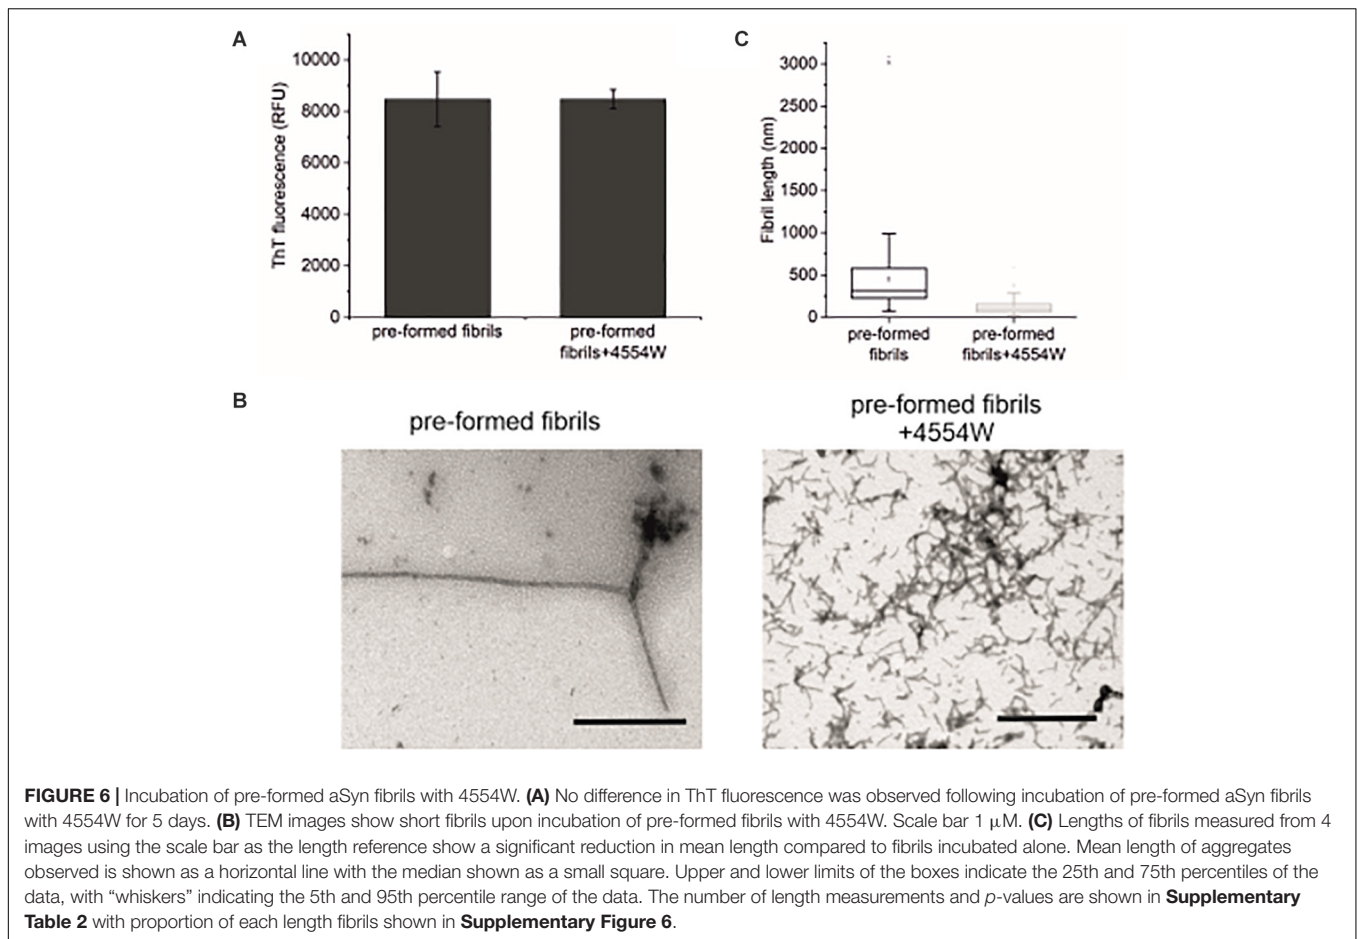 A
10000
8000
6000
4000
2000
0
ThT fluorescence (RFU)
pre-formed fibrils
pre-formed
fibrils+4554W
C
3000
2500
2000
1500
1000
500
0
Fibril length (nm)
pre-formed
fibrils
pre-formed
fibrils+4554W
B
pre-formed fibrils
pre-formed fibrils
+4554W
FIGURE 6 | Incubation of pre-formed aSyn fibrils with 4554W. (A) No difference in ThT fluorescence was observed following incubation of pre-formed aSyn fibrils
with 4554W for 5 days. (B) TEM images show short fibrils upon incubation of pre-formed fibrils with 4554W. Scale bar 1 μM. (C) Lengths of fibrils measured from 4
images using the scale bar as the length reference show a significant reduction in mean length compared to fibrils incubated alone. Mean length of aggregates
observed is shown as a horizontal line with the median shown as a small square. Upper and lower limits of the boxes indicate the 25th and 75th percentiles of the
data, with “whiskers” indicating the 5th and 95th percentile range of the data. The number of length measurements and p-values are shown in Supplementary
Table 2 with proportion of each length fibrils shown in Supplementary Figure 6.